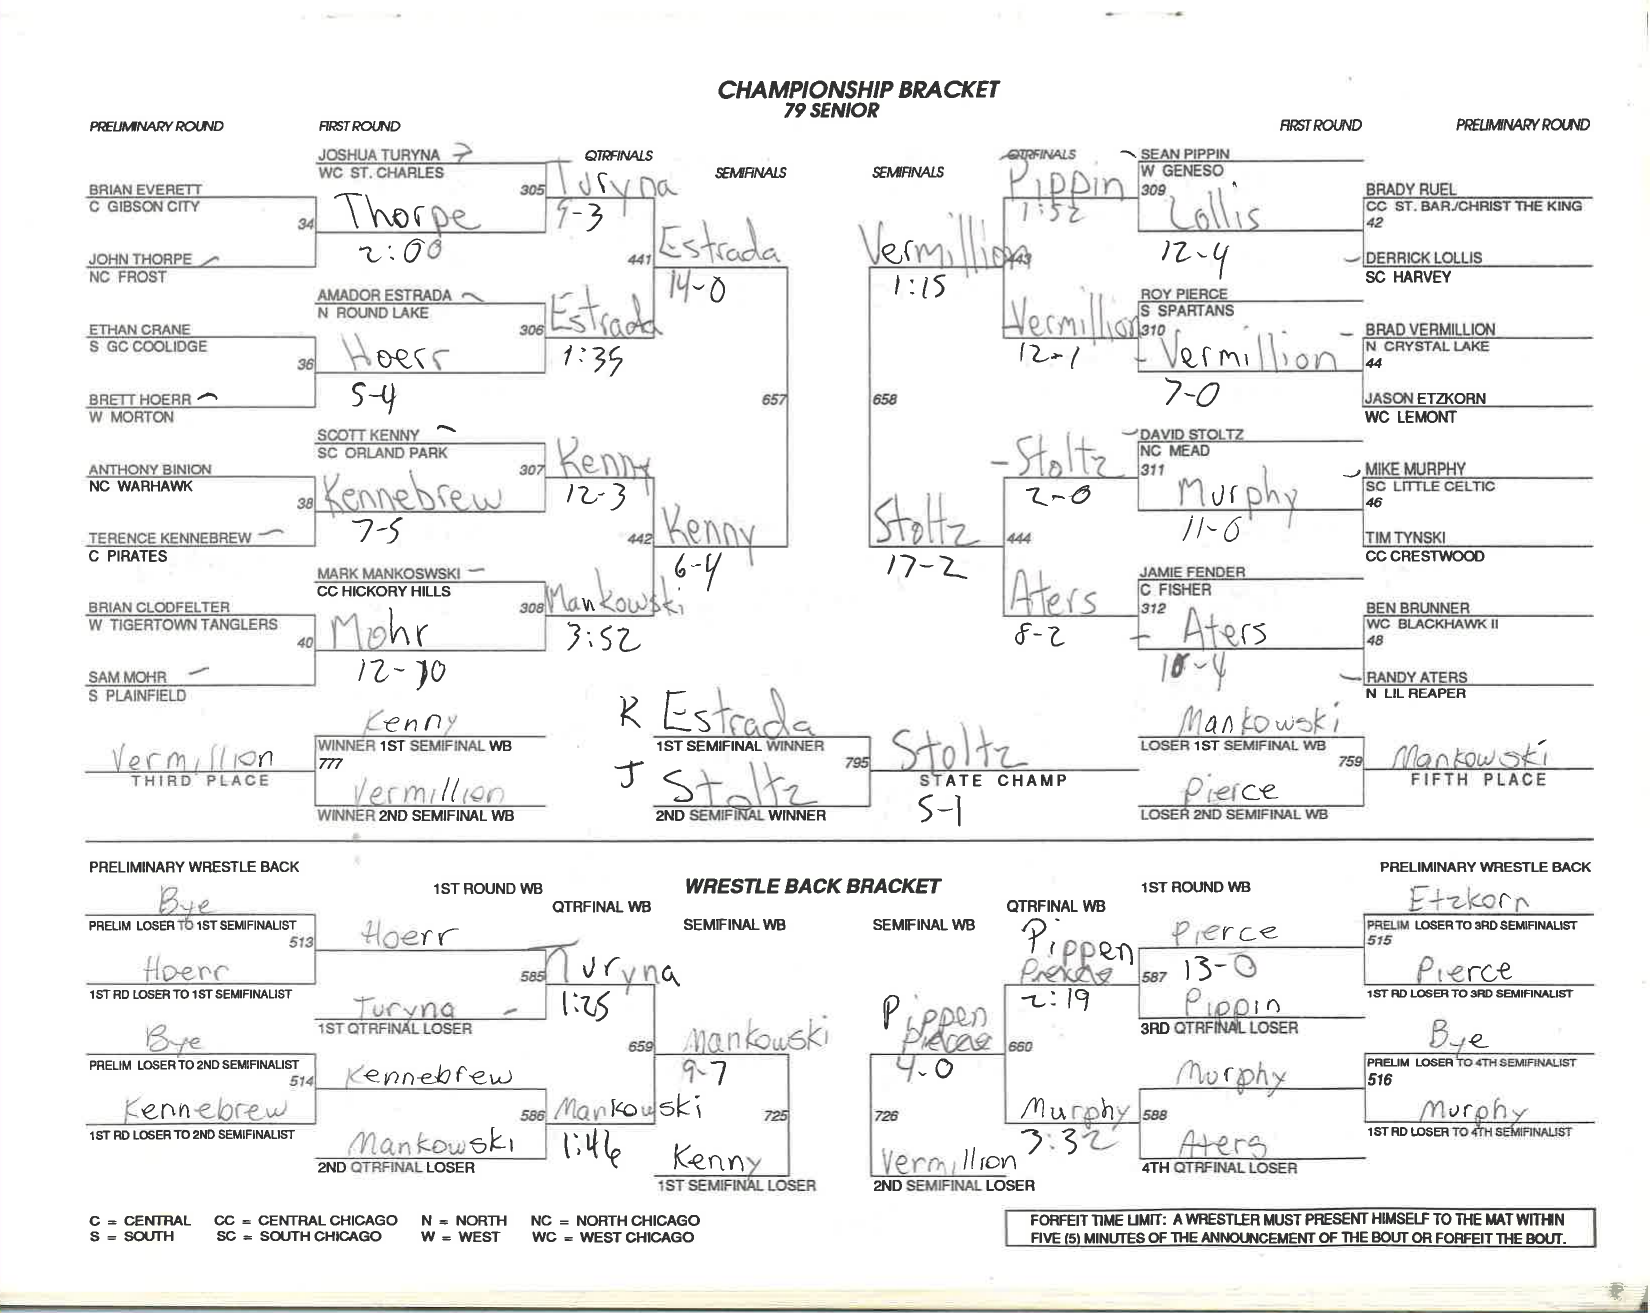 CHAMPIONSHIP BRACKET
79 SENIOR
PRELIMINARY ROUND
FIRST ROUND
QTRFINALS
SEMIFINALS
SEMIFINALS
QTRFINALS
FIRST ROUND
PRELIMINARY ROUND
BRIAN EVERETT
C GIBSON CITY
34
JOHN THORPE
NC FROST
ETHAN CRANE
S GC COOLIDGE
36
BRETT HOERR
W MORTON
ANTHONY BINION
NC WARHAWK
38
TERENCE KENNEBREW
C PIRATES
BRIAN CLODFELTER
W TIGERTOWN TANGLERS
40
SAM MOHR
S PLAINFIELD
JOSHUA TURYNA
WC ST. CHARLES
305
Thorpe
2:00
AMADOR ESTRADA
N ROUND LAKE
306
Hoerr
5-4
SCOTT KENNY
SC ORLAND PARK
307
Kennebrew
7-5
MARK MANKOSWSKI
CC HICKORY HILLS
308
Mohr
12-10
Turyna
9-3
441
Estrada
1:35
Kenny
12-3
442
Mankowski
3:52
Estrada
14-0
657
Kenny
6-4
Vermillion
1:15
658
Stoltz
17-2
Pippin
1:52
443
Vermillion
12-1
Stoltz
2-0
444
Aters
8-2
SEAN PIPPIN
W GENESO
309
Lollis
12-4
ROY PIERCE
S SPARTANS
310
Vermillion
7-0
DAVID STOLTZ
NC MEAD
311
Murphy
11-0
JAMIE FENDER
C FISHER
312
Aters
10-4
BRADY RUEL
CC ST. BAR./CHRIST THE KING
42
DERRICK LOLLIS
SC HARVEY
BRAD VERMILLION
N CRYSTAL LAKE
44
JASON ETZKORN
WC LEMONT
MIKE MURPHY
SC LITTLE CELTIC
46
TIM TYNSKI
CC CRESTWOOD
BEN BRUNNER
WC BLACKHAWK II
48
RANDY ATERS
N LIL REAPER
Vermillion
THIRD PLACE
Kenny
WINNER 1ST SEMIFINAL WB
777
Vermillion
WINNER 2ND SEMIFINAL WB
R Estrada
1ST SEMIFINAL WINNER
795
J Stoltz
2ND SEMIFINAL WINNER
Stoltz
STATE CHAMP
5-1
Mankowski
LOSER 1ST SEMIFINAL WB
759
Pierce
LOSER 2ND SEMIFINAL WB
Mankowski
FIFTH PLACE
WRESTLE BACK BRACKET
PRELIMINARY WRESTLE BACK
1ST ROUND WB
QTRFINAL WB
SEMIFINAL WB
SEMIFINAL WB
QTRFINAL WB
1ST ROUND WB
PRELIMINARY WRESTLE BACK
Bye
PRELIM LOSER TO 1ST SEMIFINALIST
513
Hoerr
1ST RD LOSER TO 1ST SEMIFINALIST
Bye
PRELIM LOSER TO 2ND SEMIFINALIST
514
Kennebrew
1ST RD LOSER TO 2ND SEMIFINALIST
Hoerr
585
Turyna
1ST QTRFINAL LOSER
Kennebrew
586
Mankowski
2ND QTRFINAL LOSER
Turyna
1:25
659
Mankowski
1:46
Mankowski
9-7
725
Kenny
1ST SEMIFINAL LOSER
Pippen
4-0
726
Vermillion
2ND SEMIFINAL LOSER
Pippen
2:19
660
Murphy
3:32
Pierce
587
13-0
Pippin
3RD QTRFINAL LOSER
Murphy
588
Aters
4TH QTRFINAL LOSER
Etzkorn
PRELIM LOSER TO 3RD SEMIFINALIST
515
Pierce
1ST RD LOSER TO 3RD SEMIFINALIST
Bye
PRELIM LOSER TO 4TH SEMIFINALIST
516
Murphy
1ST RD LOSER TO 4TH SEMIFINALIST
C = CENTRAL CC = CENTRAL CHICAGO N = NORTH NC = NORTH CHICAGO
S = SOUTH SC = SOUTH CHICAGO W = WEST WC = WEST CHICAGO
FORFEIT TIME LIMIT: A WRESTLER MUST PRESENT HIMSELF TO THE MAT WITHIN
FIVE (5) MINUTES OF THE ANNOUNCEMENT OF THE BOUT OR FORFEIT THE BOUT.